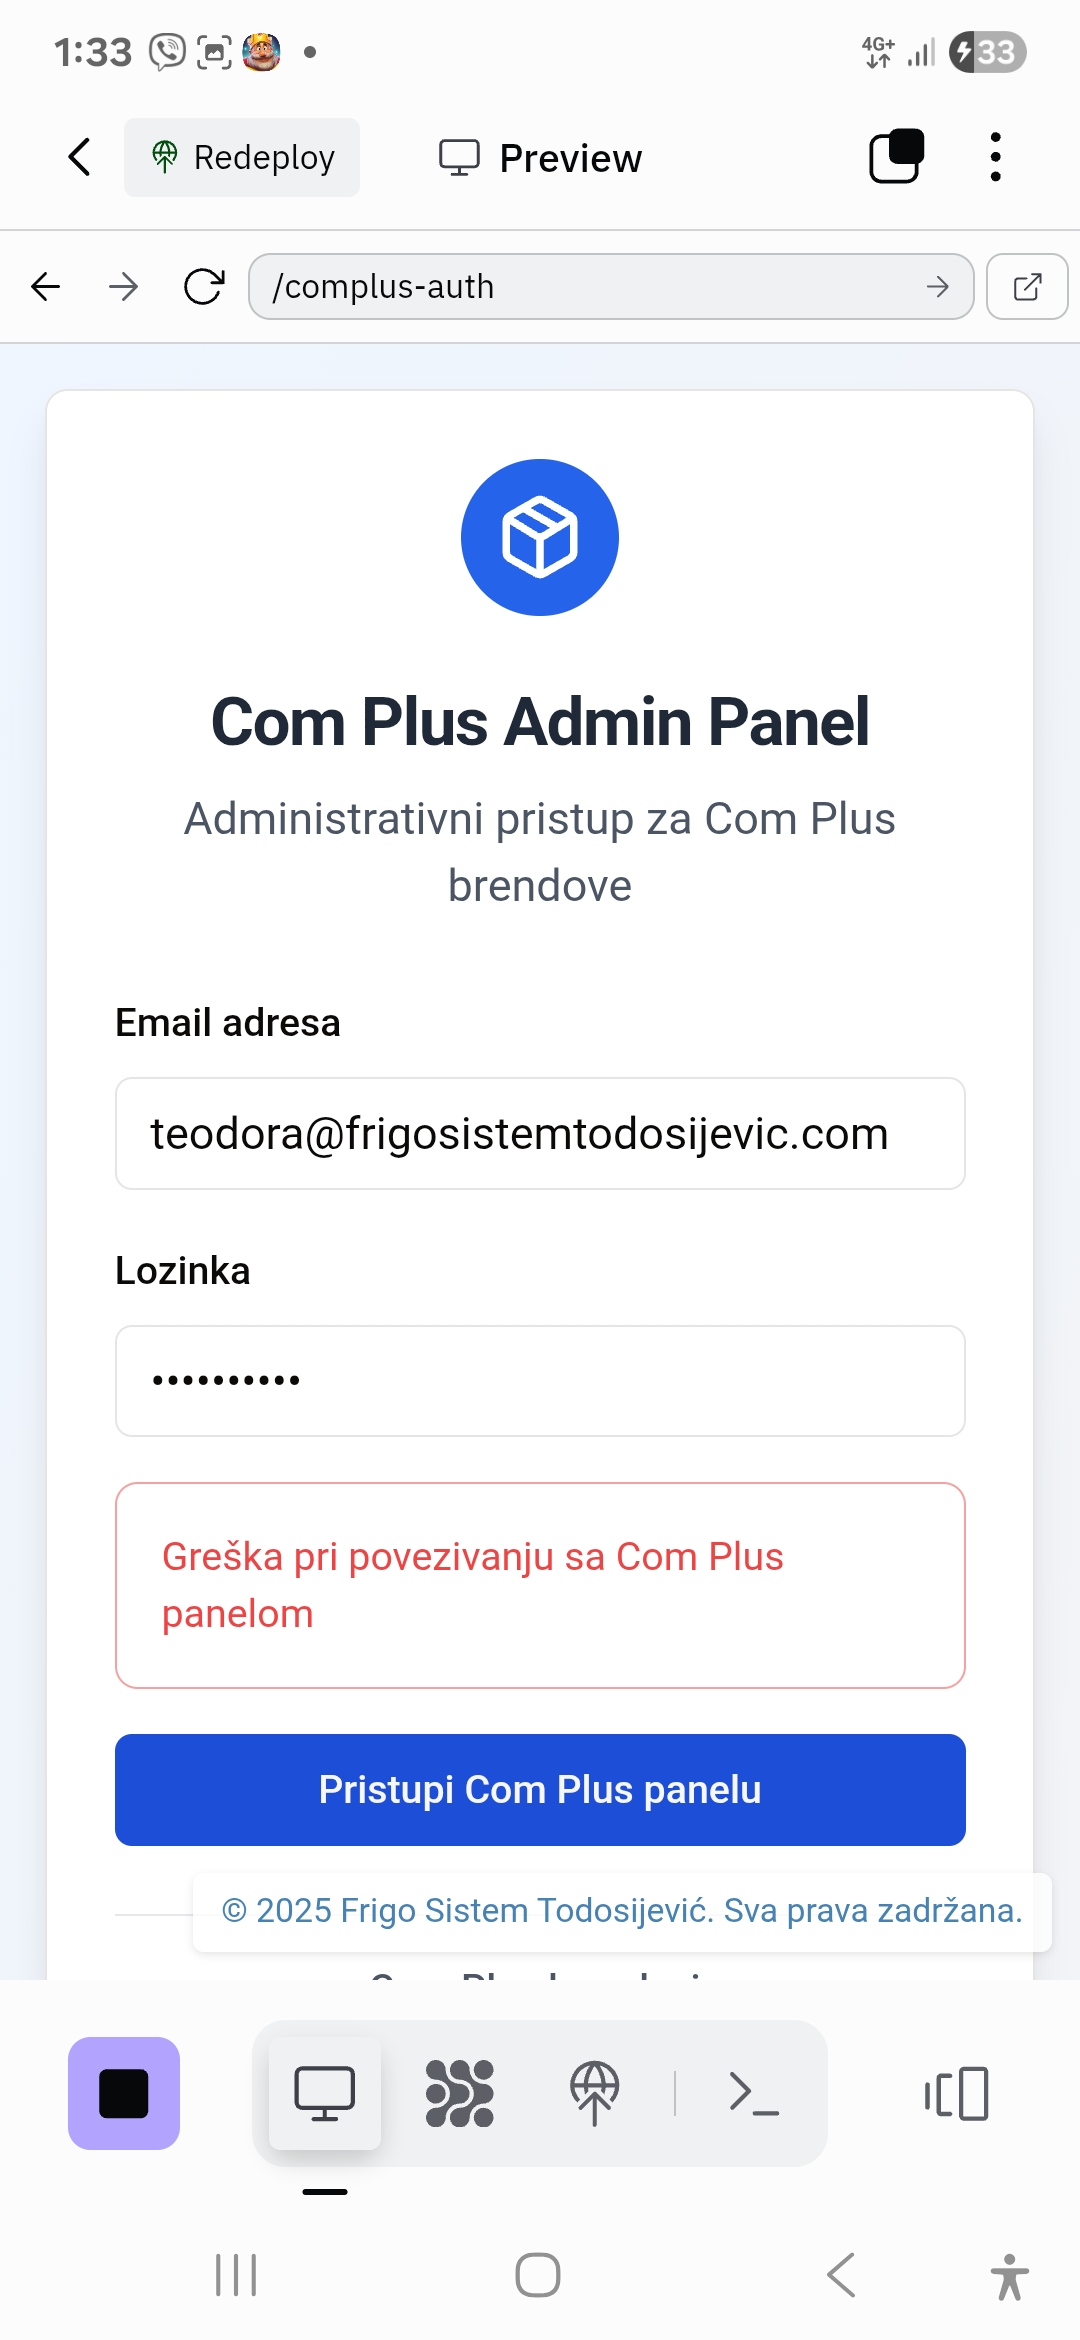 1:33
4G+
33
Redeploy
Preview
/complus-auth
Com Plus Admin Panel
Administrativni pristup za Com Plus
brendove
Email adresa
teodora@frigosistemtodosijevic.com
Lozinka
••••••••••
Greška pri povezivanju sa Com Plus
panelom
Pristupi Com Plus panelu
© 2025 Frigo Sistem Todosijević. Sva prava zadržana.